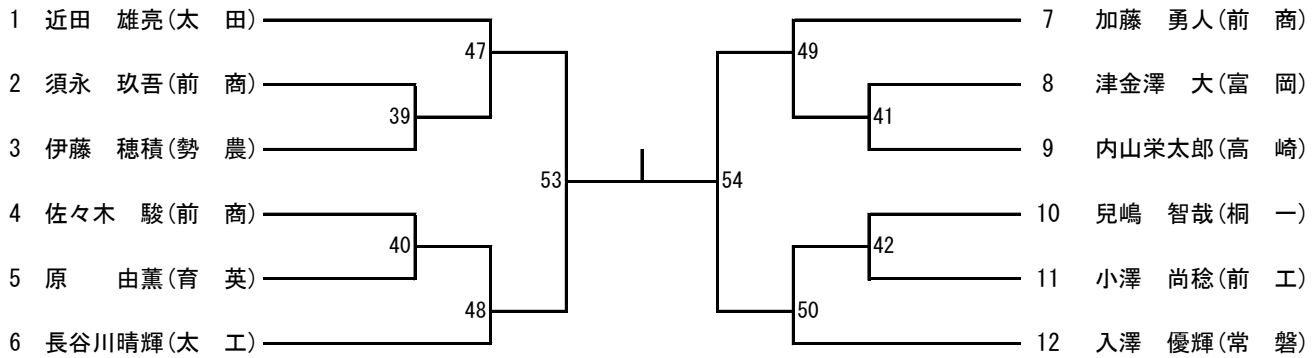 1 近田　雄亮(太　田)
2 須永　玖吾(前　商)
3 伊藤　穂積(勢　農)
4 佐々木　駿(前　商)
5 原　　由薫(育　英)
6 長谷川晴輝(太　工)
47
39
40
48
53
54
49
41
42
50
7 加藤　勇人(前　商)
8 津金澤　大(富　岡)
9 内山栄太郎(高　崎)
10 兒嶋　智哉(桐　一)
11 小澤　尚稔(前　工)
12 入澤　優輝(常　磐)